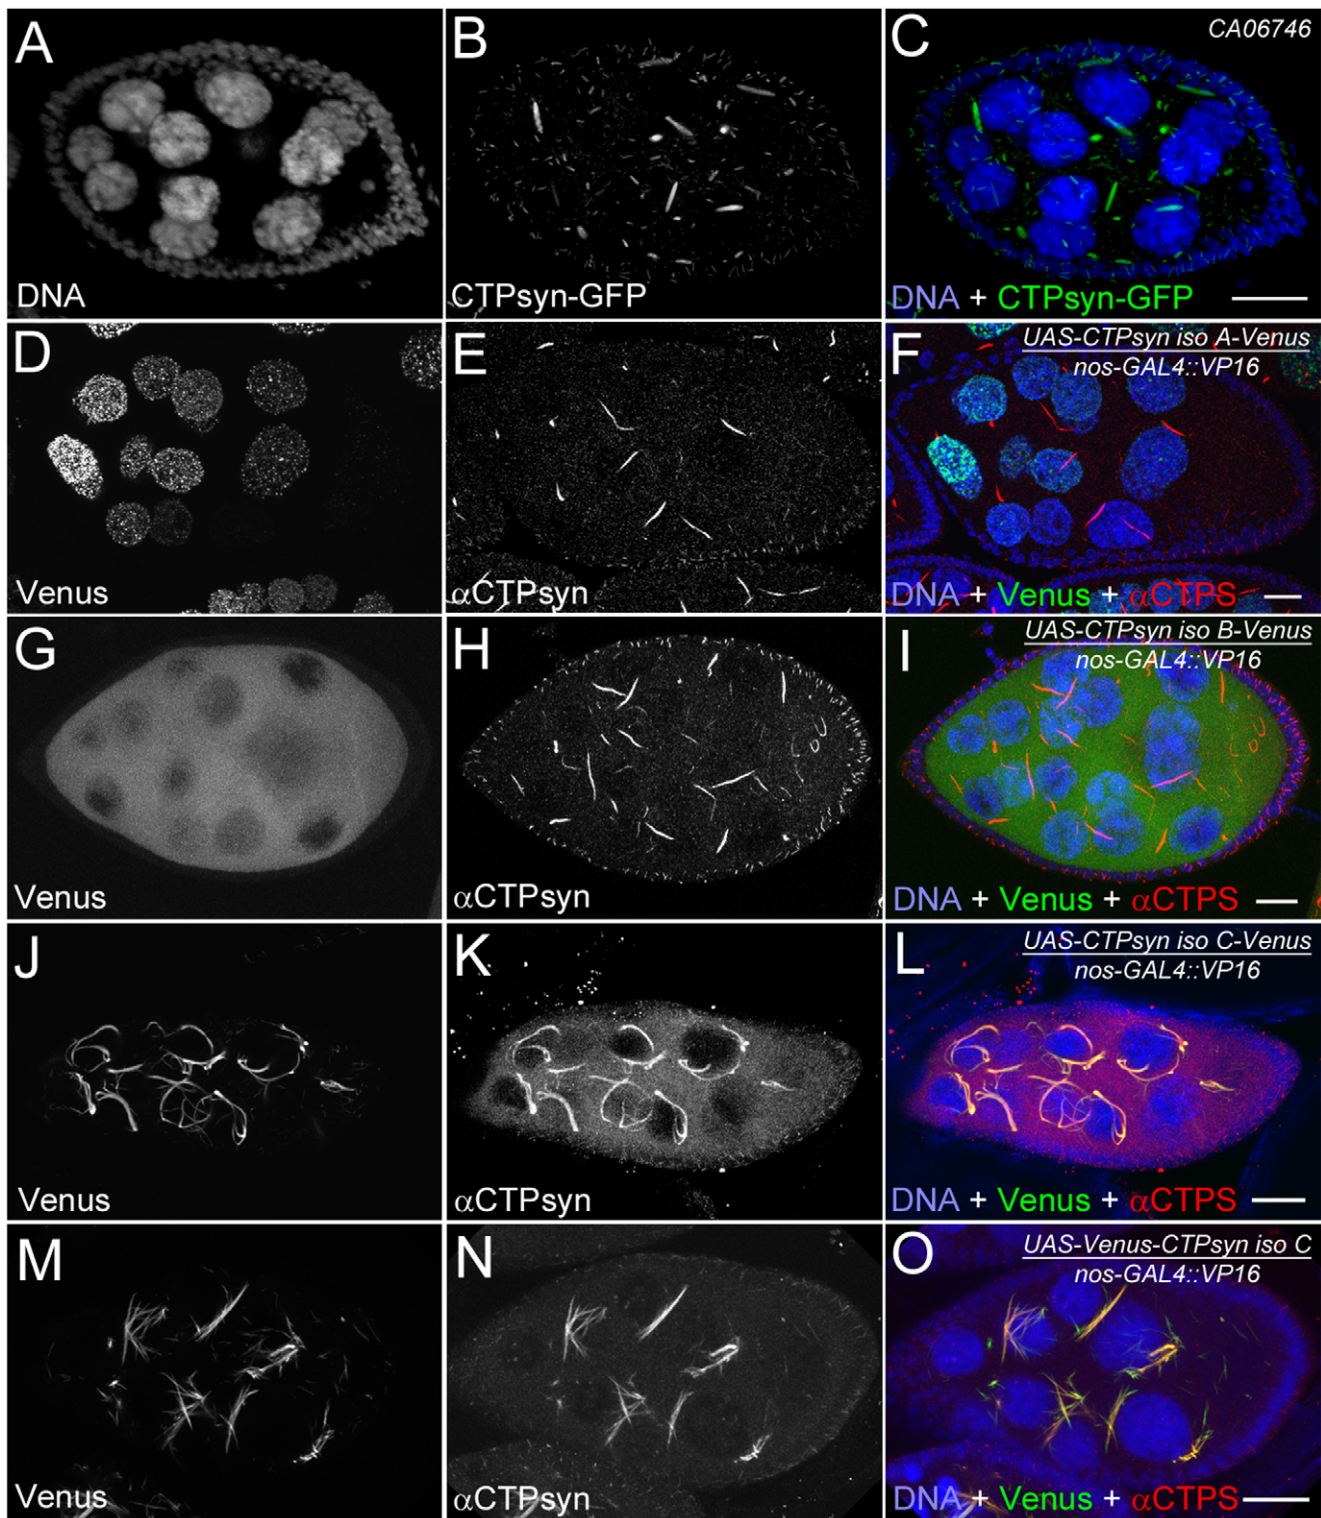 A
DNA
B
CTPsyn-GFP
C
CA06746
DNA + CTPsyn-GFP
D
Venus
E
αCTPsyn
F
UAS-CTPsyn iso A-Venus
nos-GAL4::VP16
DNA + Venus + αCTPS
G
Venus
H
αCTPsyn
I
UAS-CTPsyn iso B-Venus
nos-GAL4::VP16
DNA + Venus + αCTPS
J
Venus
K
αCTPsyn
L
UAS-CTPsyn iso C-Venus
nos-GAL4::VP16
DNA + Venus + αCTPS
M
Venus
N
αCTPsyn
O
UAS-Venus-CTPsyn iso C
nos-GAL4::VP16
DNA + Venus + αCTPS